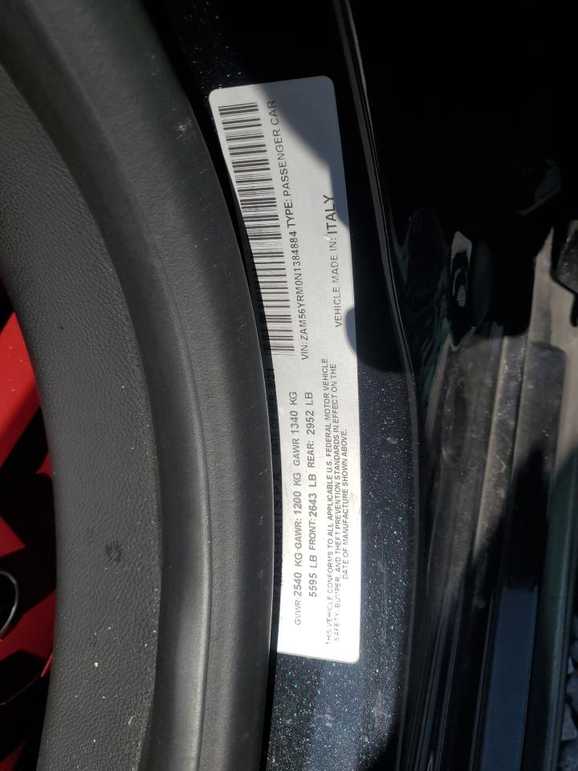 GVWR: 2540 KG-GAWR: 1200 KG GAWR 1340 KG
5595 LB FRONT:2643 LB REAR: 2952 LB
THIS VEHICLE CONFORMS TO ALL APPLICABLE U.S. FEDERAL MOTOR VEHICLE
SAFETY, BUMPER, AND THEFT PREVENTION STANDARDS IN EFFECT ON THE
DATE OF MANUFACTURE SHOWN ABOVE.
VIN: ZAM56YRM0N1384884 TYPE: PASSENGER CAR
VEHICLE MADE IN: ITALY